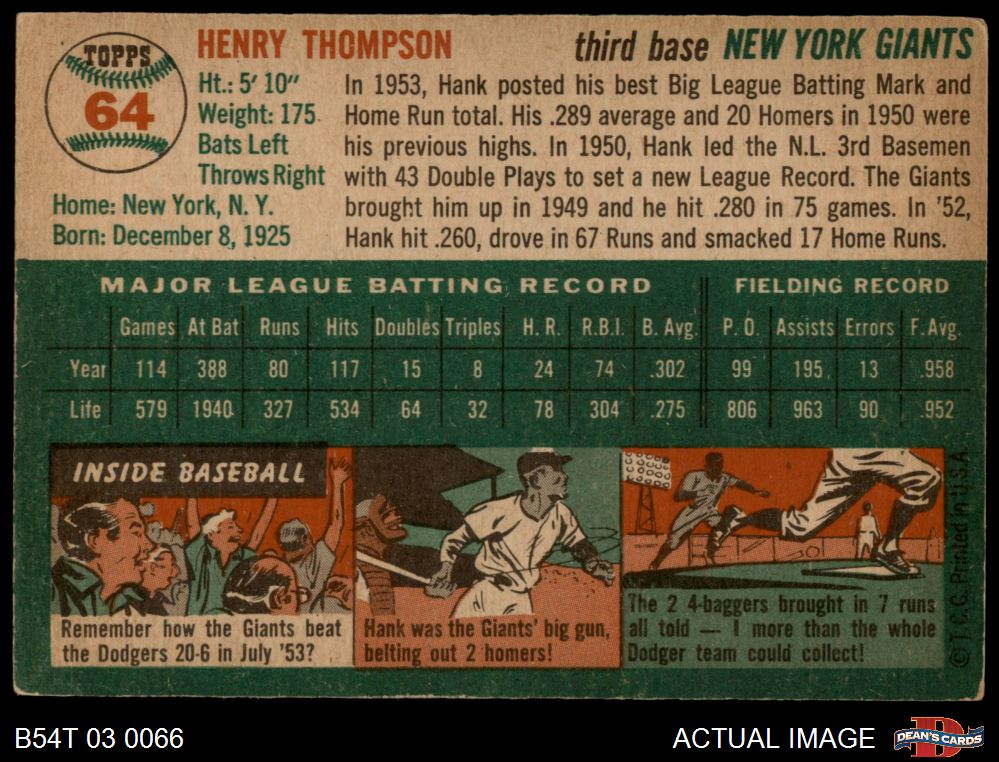 TOPPS
64
HENRY THOMPSON
third base NEW YORK GIANTS
Ht.: 5' 10"
Weight: 175
Bats Left
Throws Right
Home: New York, N. Y.
Born: December 8, 1925
In 1953, Hank posted his best Big League Batting Mark and
Home Run total. His .289 average and 20 Homers in 1950 were
his previous highs. In 1950, Hank led the N.L. 3rd Basemen
with 43 Double Plays to set a new League Record. The Giants
brought him up in 1949 and he hit .280 in 75 games. In '52,
Hank hit .260, drove in 67 Runs and smacked 17 Home Runs.
MAJOR LEAGUE BATTING RECORD FIELDING RECORD
Games At Bat Runs Hits Doubles Triples H. R. R.B.I. B. Avg. P. O. Assists Errors F. Avg.
Year 114 388 80 117 15 8 24 74 .302 99 195 13 .958
Life 579 1940 327 534 64 32 78 304 .275 806 963 90 .952
INSIDE BASEBALL
Remember how the Giants beat
the Dodgers 20-6 in July '53?
Hank was the Giants' big gun,
belting out 2 homers!
The 2 4-baggers brought in 7 runs
all told — 1 more than the whole
Dodger team could collect!
© T. C. G. Printed in U.S.A.
B54T 03 0066
ACTUAL IMAGE
DEAN'S CARDS